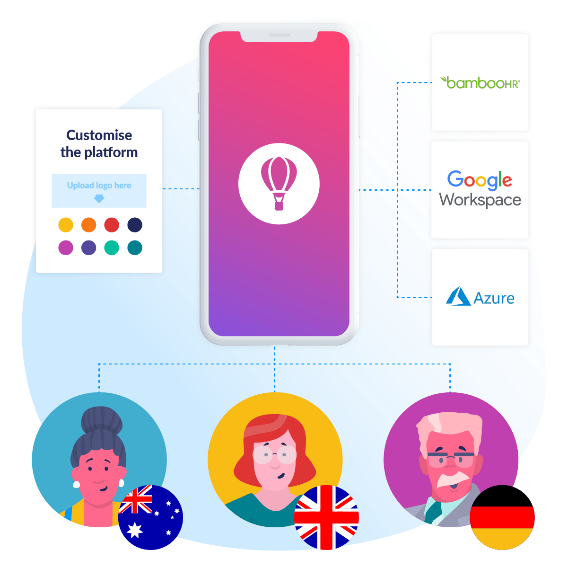 Customise
the platform
Upload logo here
bambooHR
Google
Workspace
Azure